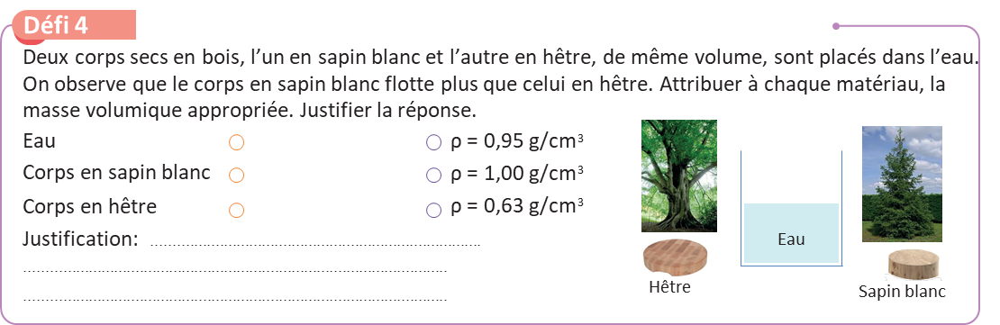 Défi 4
Deux corps secs en bois, l’un en sapin blanc et l’autre en hêtre, de même volume, sont placés dans l’eau.
On observe que le corps en sapin blanc flotte plus que celui en hêtre. Attribuer à chaque matériau, la
masse volumique appropriée. Justifier la réponse.
Eau ρ = 0,95 g/cm³
Corps en sapin blanc ρ = 1,00 g/cm³
Corps en hêtre ρ = 0,63 g/cm³
Justification: ............................................................
............................................................
............................................................
Eau
Hêtre
Sapin blanc